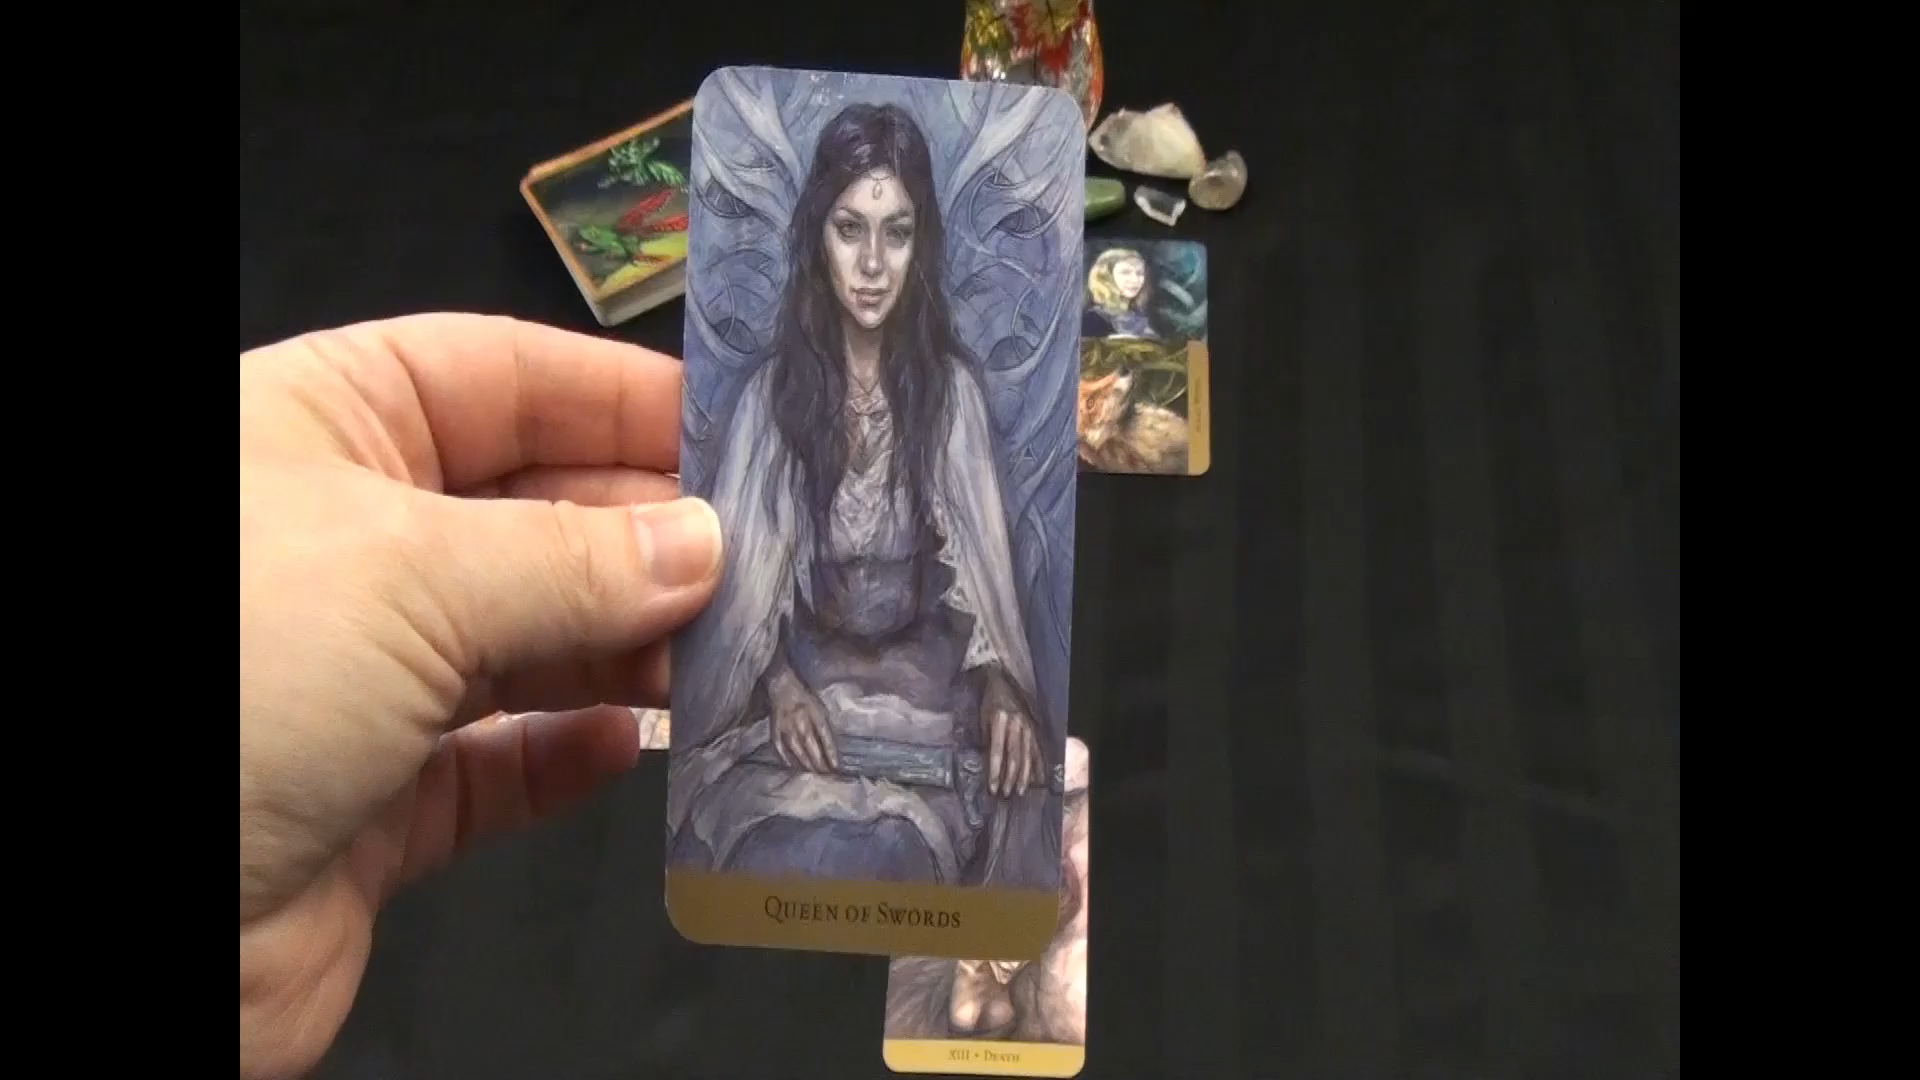 Queen of Swords
XIII • Death